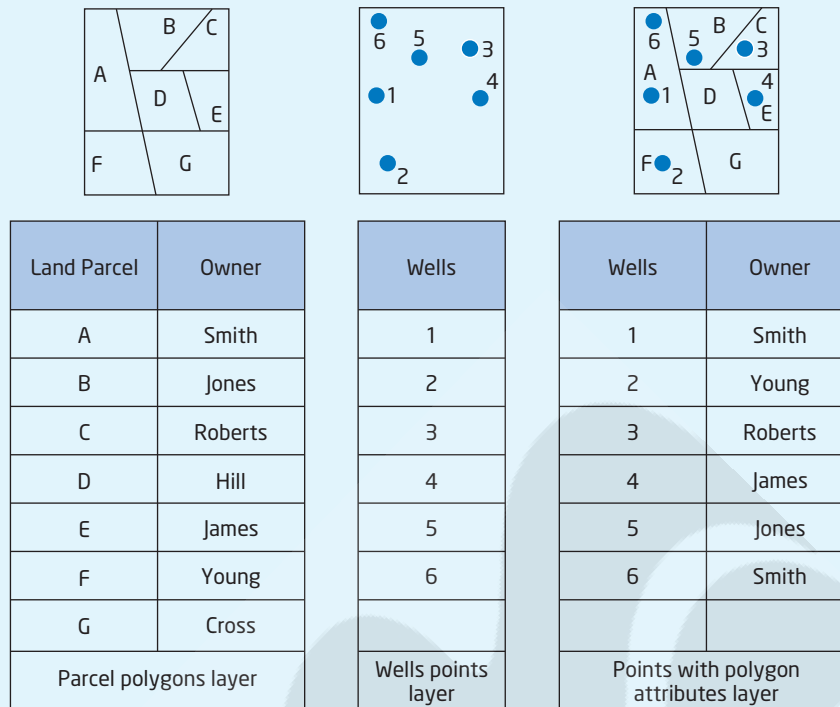 B C
A
D
E
F G
6
5
3
1
4
2
6
5
B C
3
A
1
D
4
E
F 2
G
Land Parcel Owner
A Smith
B Jones
C Roberts
D Hill
E James
F Young
G Cross
Parcel polygons layer
Wells
1
2
3
4
5
6
Wells points
layer
Wells Owner
1 Smith
2 Young
3 Roberts
4 James
5 Jones
6 Smith
Points with polygon
attributes layer